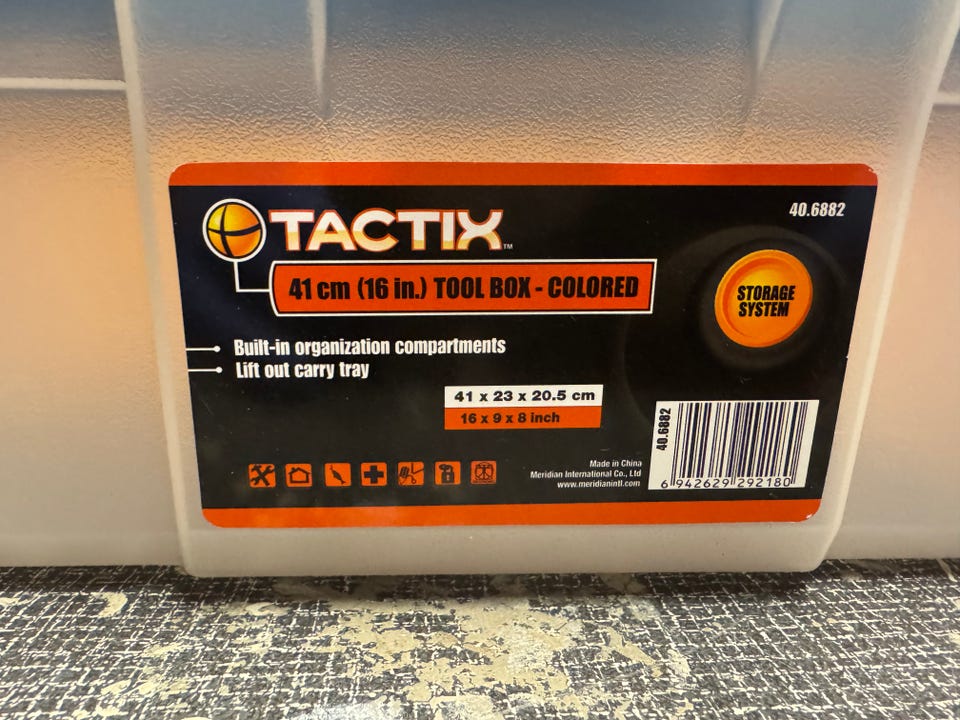 TACTIX™
40.6882
41 cm (16 in.) TOOL BOX - COLORED
STORAGE
SYSTEM
Built-in organization compartments
Lift out carry tray
41 x 23 x 20.5 cm
16 x 9 x 8 inch
Made in China
Meridian International Co., Ltd
www.meridianintl.com
40.6882
6 942629 292180